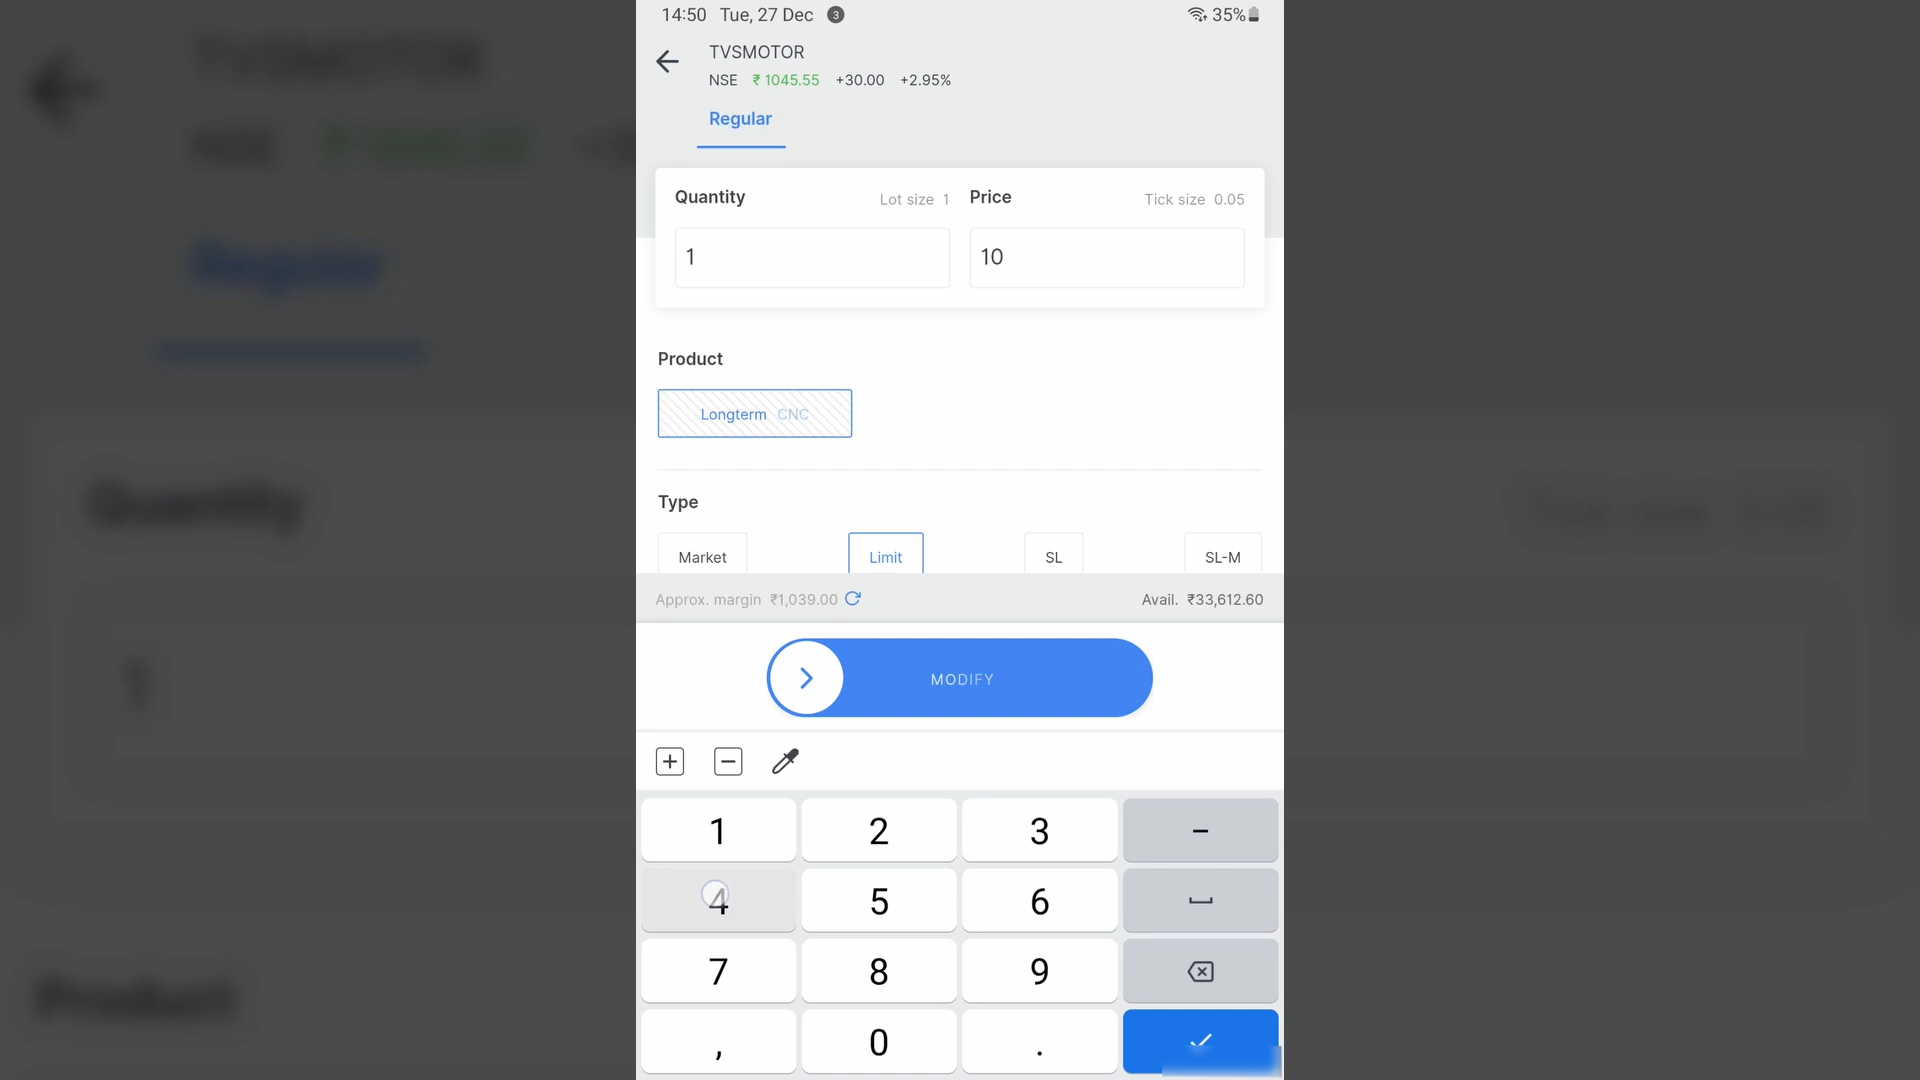 14:50 Tue, 27 Dec 3 35%
TVSMOTOR
NSE ₹ 1045.55 +30.00 +2.95%
Regular
Quantity Lot size 1 Price Tick size 0.05
1 10
Product
Longterm CNC
Type
Market Limit SL SL-M
Approx. margin ₹1,039.00 Avail. ₹33,612.60
MODIFY
1 2 3 -
4 5 6
7 8 9
, 0 .